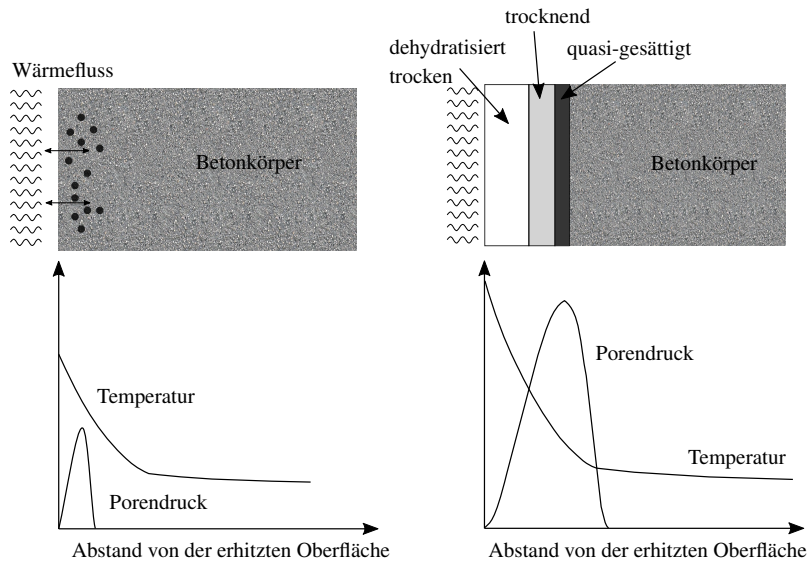 Wärmefluss
Betonkörper
Temperatur
Porendruck
Abstand von der erhitzten Oberfläche
trocknend
dehydratisiert
quasi-gesättigt
trocken
Betonkörper
Porendruck
Temperatur
Abstand von der erhitzten Oberfläche